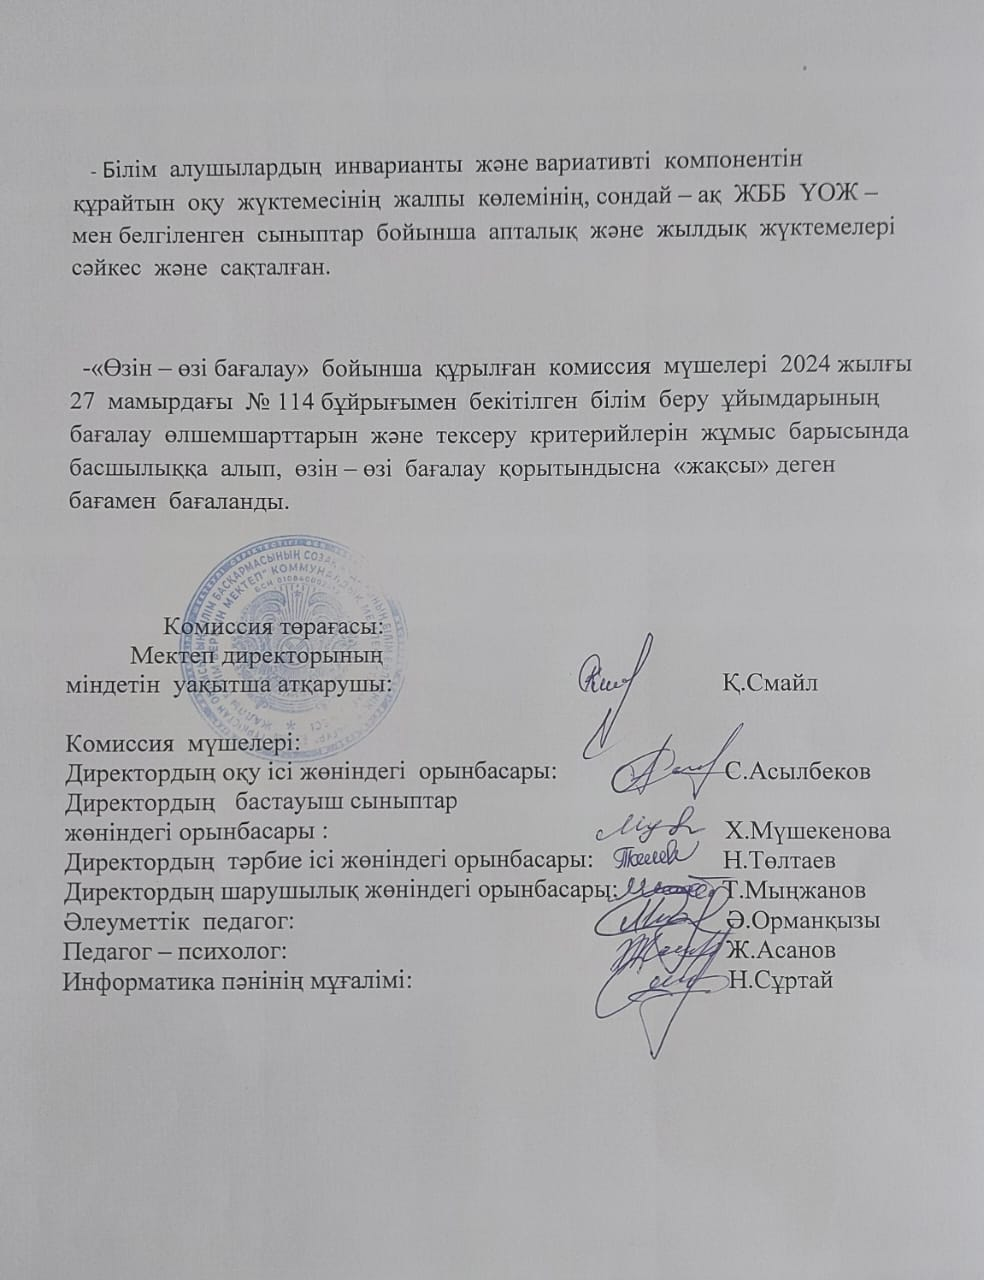 - Білім алушылардың инварианты және вариативті компонентін
құрайтын оқу жүктемесінің жалпы көлемінің, сондай – ақ ЖББ ҮОЖ –
мен белгіленген сыныптар бойынша апталық және жылдық жүктемелері
сәйкес және сақталған.
-«Өзін – өзі бағалау» бойынша құрылған комиссия мүшелері 2024 жылғы
27 мамырдағы № 114 бұйрығымен бекітілген білім беру ұйымдарының
бағалау өлшемшарттарын және тексеру критерийлерін жұмыс барысында
басшылыққа алып, өзін – өзі бағалау қорытындысна «жақсы» деген
бағамен бағаланды.
Комиссия төрағасы:
Мектеп директорының
міндетін уақытша атқарушы: Қ.Смайл
Комиссия мүшелері:
Директордың оқу ісі жөніндегі орынбасары: С.Асылбеков
Директордың бастауыш сыныптар
жөніндегі орынбасары : Х.Мүшекенова
Директордың тәрбие ісі жөніндегі орынбасары: Н.Төлтаев
Директордың шарушылық жөніндегі орынбасары: Т.Мыңжанов
Әлеуметтік педагог: Ә.Орманқызы
Педагог – психолог: Ж.Асанов
Информатика пәнінің мұғалімі: Н.Сұртай